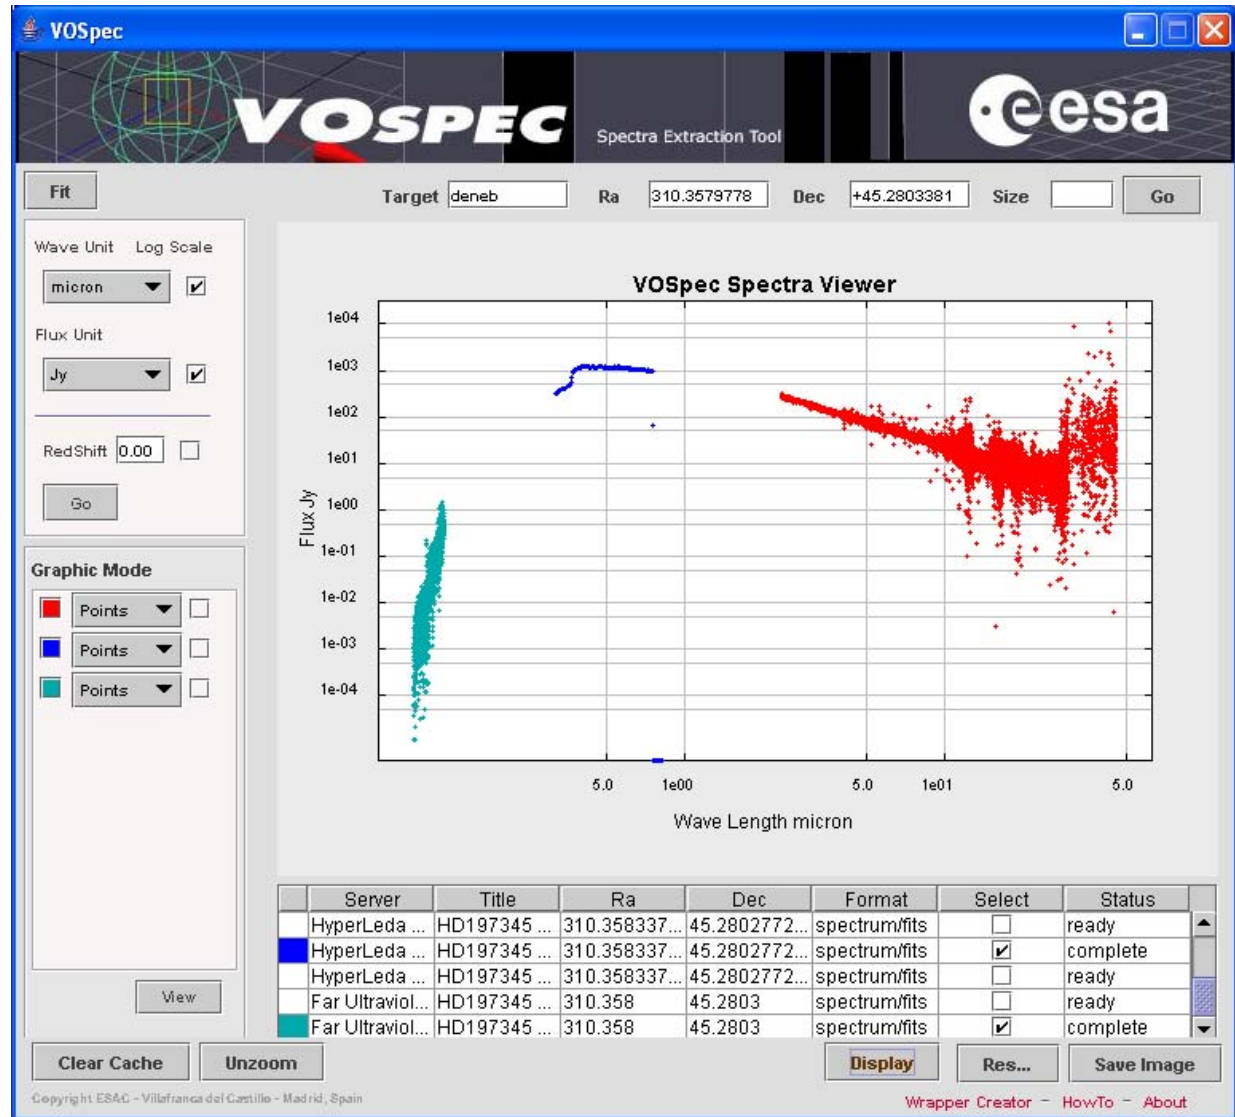 VOSpec
VOSPEC
Spectra Extraction Tool
esa
Fit
Target deneb Ra 310.3579778 Dec +45.2803381 Size Go
Wave Unit Log Scale
micron
Flux Unit
Jy
RedShift 0.00
Go
Graphic Mode
Points
Points
Points
View
VOSpec Spectra Viewer
1e04
1e03
1e02
1e01
1e00
1e-01
1e-02
1e-03
1e-04
Flux Jy
5.0 1e00 5.0 1e01 5.0
Wave Length micron
Server Title Ra Dec Format Select Status
HyperLeda ... HD197345 ... 310.358337... 45.2802772... spectrum/fits ready
HyperLeda ... HD197345 ... 310.358337... 45.2802772... spectrum/fits complete
HyperLeda ... HD197345 ... 310.358337... 45.2802772... spectrum/fits ready
Far Ultraviol... HD197345 ... 310.358 45.2803 spectrum/fits ready
Far Ultraviol... HD197345 ... 310.358 45.2803 spectrum/fits complete
Clear Cache Unzoom Display Res... Save Image
Copyright ESAC - Villafranca del Castillo - Madrid, Spain
Wrapper Creator - HowTo - About